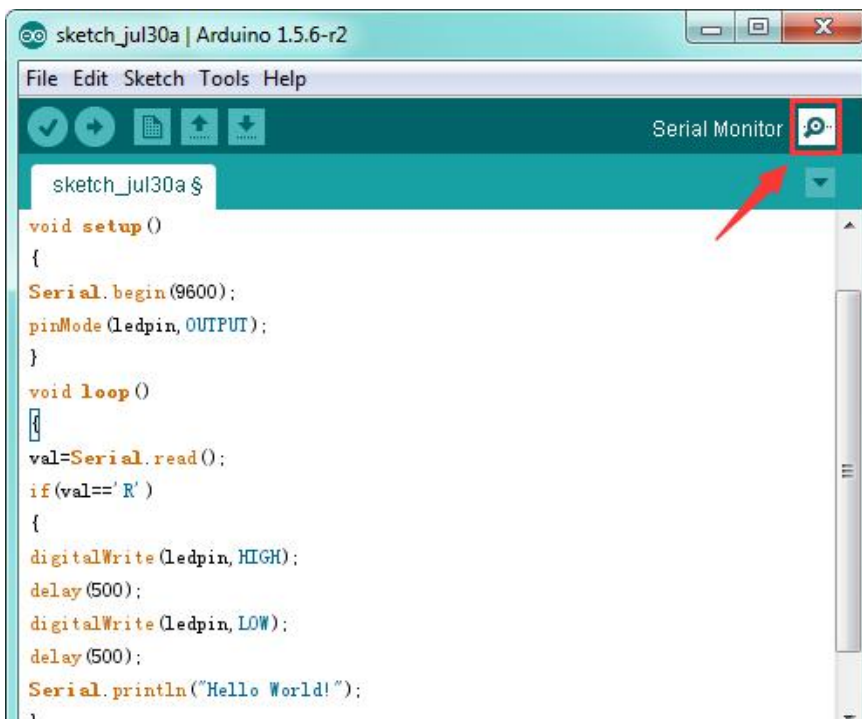 sketch_jul30a | Arduino 1.5.6-r2
File Edit Sketch Tools Help
Serial Monitor
sketch_jul30a §
void setup()
{
Serial.begin(9600);
pinMode(ledpin,OUTPUT);
}
void loop()
{
val=Serial.read();
if(val=='R')
{
digitalWrite(ledpin,HIGH);
delay(500);
digitalWrite(ledpin,LOW);
delay(500);
Serial.println("Hello World!");